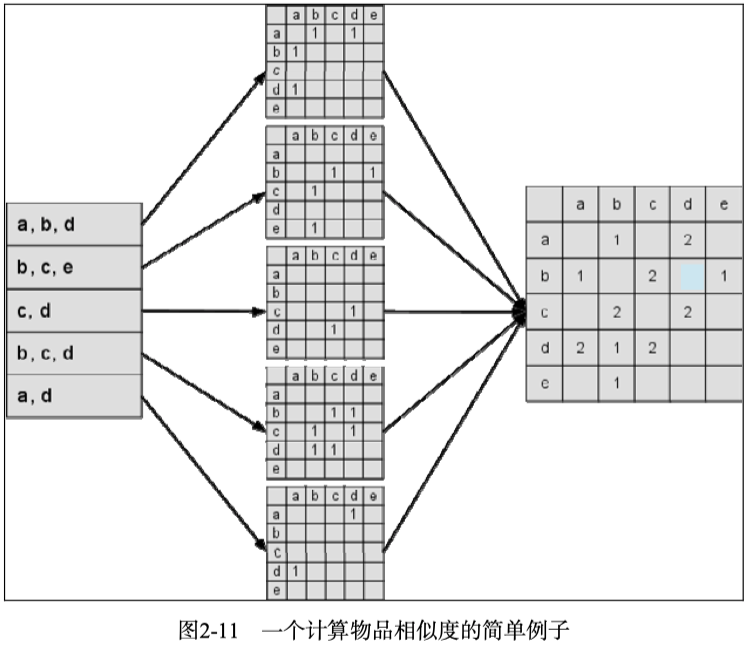 a, b, d
b, c, e
c, d
b, c, d
a, d
a b c d e
a 1 1
b 1
c
d 1
e
a b c d e
a
b 1 1
c 1
d
e 1
a b c d e
a
b
c 1
d 1
e
a b c d e
a
b 1 1
c 1 1
d 1 1
e
a b c d e
a 1
b
c
d 1
e
a b c d e
a 1 2
b 1 2 1
c 2 2
d 2 1 2
e 1
图2-11 一个计算物品相似度的简单例子